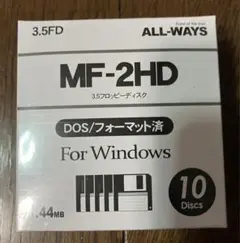 3.5FD
ALL-WAYS
MF-2HD
3.5フロッピーディスク
DOS/フォーマット済
For Windows
10
Discs
.44MB